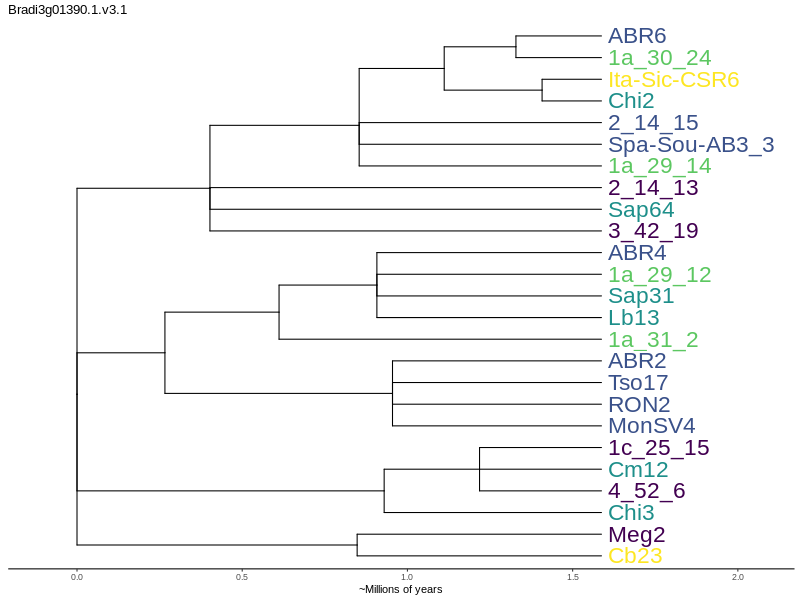 Bradi3g01390.1.v3.1
ABR6
1a_30_24
Ita-Sic-CSR6
Chi2
2_14_15
Spa-Sou-AB3_3
1a_29_14
2_14_13
Sap64
3_42_19
ABR4
1a_29_12
Sap31
Lb13
1a_31_2
ABR2
Tso17
RON2
MonSV4
1c_25_15
Cm12
4_52_6
Chi3
Meg2
Cb23
0.0 0.5 1.0 1.5 2.0
~Millions of years